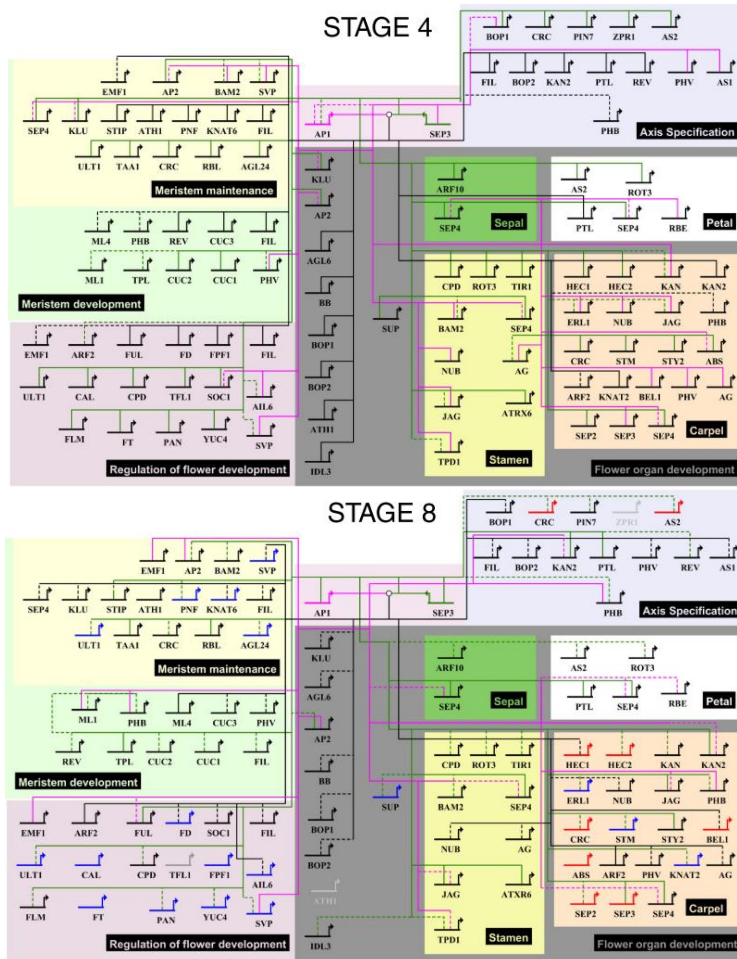 STAGE 4
BOP1 CRC PIN7 ZPR1 AS2
FIL BOP2 KAN2 PTL REV PHV AS1
PHB
Axis Specification
EMF1 AP2 BAM2 SVP
SEP4 KLU STIP ATH1 PNF KNAT6 FIL
ULT1 TAA1 CRC RBL AGL24
Meristem maintenance
AP1 SEP3
ML4 PHB REV CUC3 FIL
ML1 TPL CUC2 CUC1 PHV
Meristem development
EMF1 ARF2 FUL FD FPF1 FIL
ULT1 CAL CPD TFL1 SOC1 AIL6
FLM FT PAN YUC4 SVP
Regulation of flower development
KLU
AP2
AGL6
BB
BOP1
BOP2
ATH1
IDL3
SUP
ARF10
SEP4
Sepal
AS2 ROT3
PTL SEP4 RBE
Petal
CPD ROT3 TIR1
BAM2 SEP4
NUB AG
JAG ATRX6
TPD1
Stamen
HEC1 HEC2 KAN KAN2
ERL1 NUB JAG PHB
CRC STM STY2 ABS
ARF2 KNAT2 BEL1 PHV AG
SEP2 SEP3 SEP4
Carpel
Flower organ development
STAGE 8
BOP1 CRC PIN7 ZPR1 AS2
FIL BOP2 KAN2 PTL PHV REV AS1
PHB
Axis Specification
EMF1 AP2 BAM2 SVP
SEP4 KLU STIP ATH1 PNF KNAT6 FIL
ULT1 TAA1 CRC RBL AGL24
Meristem maintenance
AP1 SEP3
ML1 PHB ML4 CUC3 PHV
REV TPL CUC2 CUC1 FIL
Meristem development
EMF1 ARF2 FUL FD SOC1 FIL
ULT1 CAL CPD TFL1 FPF1 AIL6
FLM FT PAN YUC4 SVP
Regulation of flower development
KLU
AGL6
AP2
BB
BOP1
BOP2
ATH1
IDL3
SUP
ARF10
SEP4
Sepal
AS2 ROT3
PTL SEP4 RBE
Petal
CPD ROT3 TIR1
BAM2 SEP4
NUB AG
JAG ATXR6
TPD1
Stamen
HEC1 HEC2 KAN KAN2
ERL1 NUB JAG PHB
CRC STM STY2 BEL1
ABS ARF2 PHV KNAT2 AG
SEP2 SEP3 SEP4
Carpel
Flower organ development